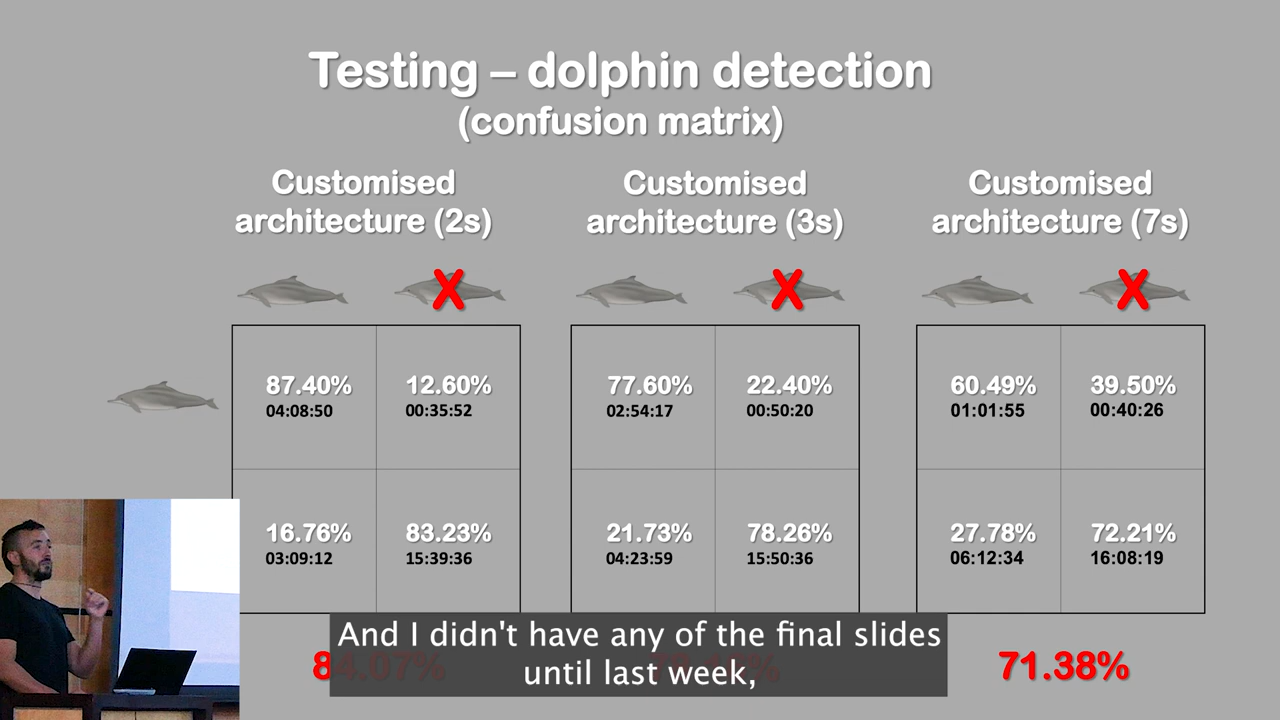 Testing – dolphin detection
(confusion matrix)
Customised
architecture (2s)
Customised
architecture (3s)
Customised
architecture (7s)
X
X
X
87.40%
04:08:50
12.60%
00:35:52
77.60%
02:54:17
22.40%
00:50:20
60.49%
01:01:55
39.50%
00:40:26
16.76%
03:09:12
83.23%
15:39:36
21.73%
04:23:59
78.26%
15:50:36
27.78%
06:12:34
72.21%
16:08:19
84.07%
71.38%
And I didn't have any of the final slides
until last week,